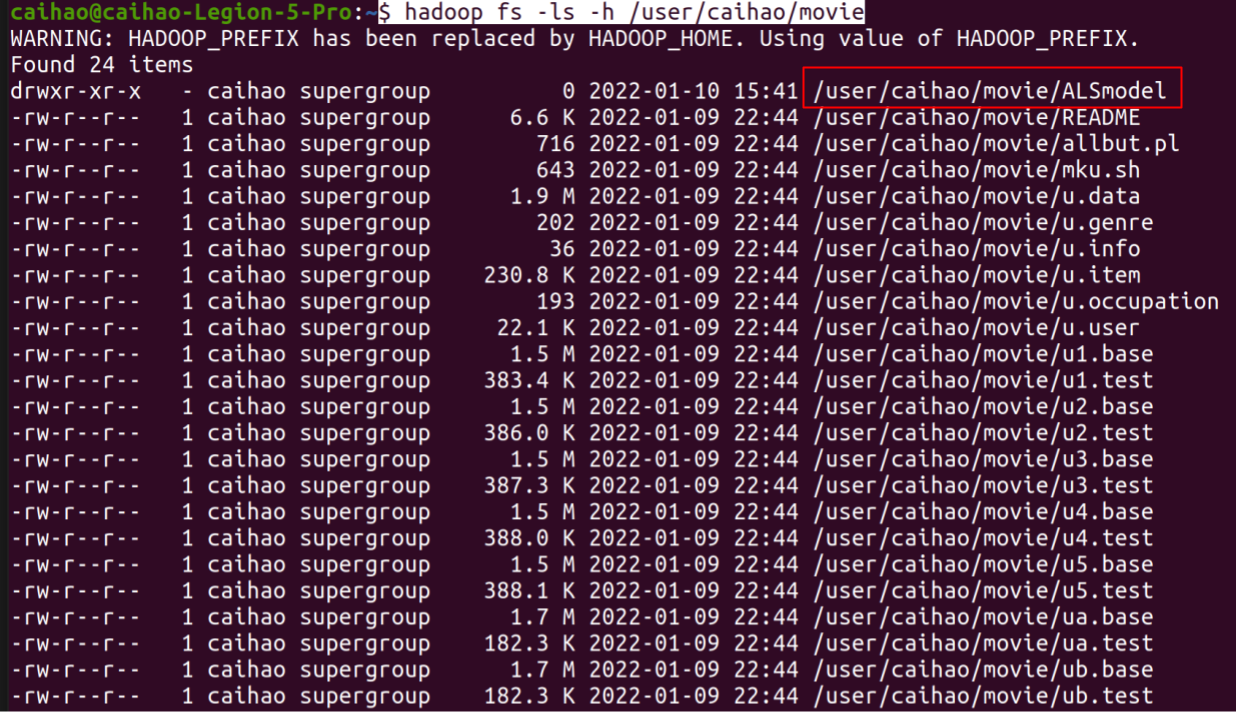 caihao@caihao-Legion-5-Pro:~$ hadoop fs -ls -h /user/caihao/movie
WARNING: HADOOP_PREFIX has been replaced by HADOOP_HOME. Using value of HADOOP_PREFIX.
Found 24 items
drwxr-xr-x   - caihao supergroup          0 2022-01-10 15:41 /user/caihao/movie/ALSmodel
-rw-r--r--   1 caihao supergroup      6.6 K 2022-01-09 22:44 /user/caihao/movie/README
-rw-r--r--   1 caihao supergroup        716 2022-01-09 22:44 /user/caihao/movie/allbut.pl
-rw-r--r--   1 caihao supergroup        643 2022-01-09 22:44 /user/caihao/movie/mku.sh
-rw-r--r--   1 caihao supergroup      1.9 M 2022-01-09 22:44 /user/caihao/movie/u.data
-rw-r--r--   1 caihao supergroup        202 2022-01-09 22:44 /user/caihao/movie/u.genre
-rw-r--r--   1 caihao supergroup         36 2022-01-09 22:44 /user/caihao/movie/u.info
-rw-r--r--   1 caihao supergroup    230.8 K 2022-01-09 22:44 /user/caihao/movie/u.item
-rw-r--r--   1 caihao supergroup        193 2022-01-09 22:44 /user/caihao/movie/u.occupation
-rw-r--r--   1 caihao supergroup     22.1 K 2022-01-09 22:44 /user/caihao/movie/u.user
-rw-r--r--   1 caihao supergroup      1.5 M 2022-01-09 22:44 /user/caihao/movie/u1.base
-rw-r--r--   1 caihao supergroup    383.4 K 2022-01-09 22:44 /user/caihao/movie/u1.test
-rw-r--r--   1 caihao supergroup      1.5 M 2022-01-09 22:44 /user/caihao/movie/u2.base
-rw-r--r--   1 caihao supergroup    386.0 K 2022-01-09 22:44 /user/caihao/movie/u2.test
-rw-r--r--   1 caihao supergroup      1.5 M 2022-01-09 22:44 /user/caihao/movie/u3.base
-rw-r--r--   1 caihao supergroup    387.3 K 2022-01-09 22:44 /user/caihao/movie/u3.test
-rw-r--r--   1 caihao supergroup      1.5 M 2022-01-09 22:44 /user/caihao/movie/u4.base
-rw-r--r--   1 caihao supergroup    388.0 K 2022-01-09 22:44 /user/caihao/movie/u4.test
-rw-r--r--   1 caihao supergroup      1.5 M 2022-01-09 22:44 /user/caihao/movie/u5.base
-rw-r--r--   1 caihao supergroup    388.1 K 2022-01-09 22:44 /user/caihao/movie/u5.test
-rw-r--r--   1 caihao supergroup      1.7 M 2022-01-09 22:44 /user/caihao/movie/ua.base
-rw-r--r--   1 caihao supergroup    182.3 K 2022-01-09 22:44 /user/caihao/movie/ua.test
-rw-r--r--   1 caihao supergroup      1.7 M 2022-01-09 22:44 /user/caihao/movie/ub.base
-rw-r--r--   1 caihao supergroup    182.3 K 2022-01-09 22:44 /user/caihao/movie/ub.test